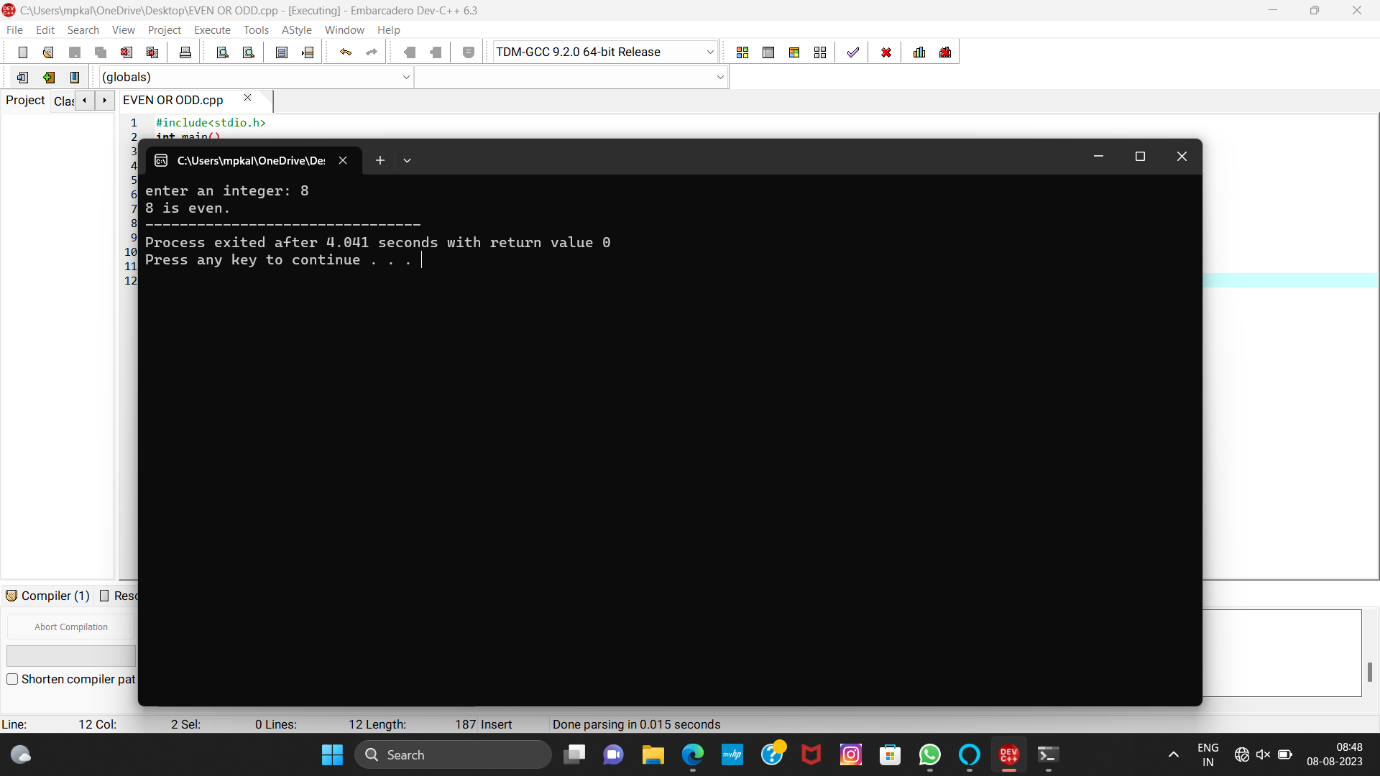 C:\Users\mpkal\OneDrive\Desktop\EVEN OR ODD.cpp - [Executing] - Embarcadero Dev-C++ 6.3
File Edit Search View Project Execute Tools AStyle Window Help
TDM-GCC 9.2.0 64-bit Release
(globals)
Project Clas EVEN OR ODD.cpp
1 #include<stdio.h>
2 int main()
3
4
5
6
7
8
9
10
11
12
C:\Users\mpkal\OneDrive\Des
enter an integer: 8
8 is even.
--------------------------------
Process exited after 4.041 seconds with return value 0
Press any key to continue . . .
Compiler (1) Reso
Abort Compilation
Shorten compiler pat
Line: 12 Col: 2 Sel: 0 Lines: 12 Length: 187 Insert Done parsing in 0.015 seconds
Search
myhp
DEV C++
ENG
IN
08:48
08-08-2023